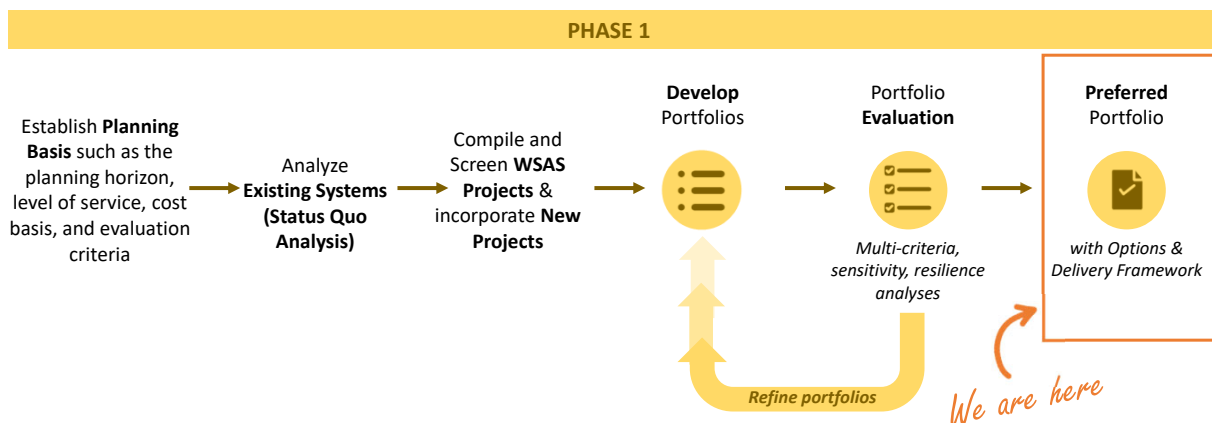 PHASE 1
Establish Planning
Basis such as the
planning horizon,
level of service, cost
basis, and evaluation
criteria
Analyze
Existing Systems
(Status Quo
Analysis)
Compile and
Screen WSAS
Projects &
incorporate New
Projects
Develop
Portfolios
Portfolio
Evaluation
Multi-criteria,
sensitivity, resilience
analyses
Preferred
Portfolio
with Options &
Delivery Framework
Refine portfolios
We are here